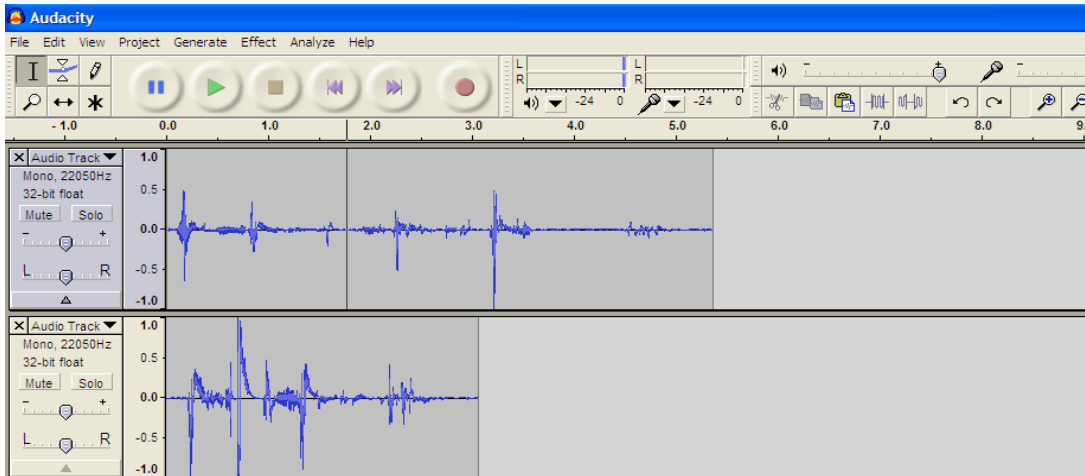 Audacity
File Edit View Project Generate Effect Analyze Help
L
R
-24 0
L
R
-24 0
- +
-
- 1.0 0.0 1.0 2.0 3.0 4.0 5.0 6.0 7.0 8.0 9.
X Audio Track
Mono, 22050Hz
32-bit float
Mute Solo
- +
L R
1.0
0.5
0.0
-0.5
-1.0
X Audio Track
Mono, 22050Hz
32-bit float
Mute Solo
- +
L R
1.0
0.5
0.0
-0.5
-1.0